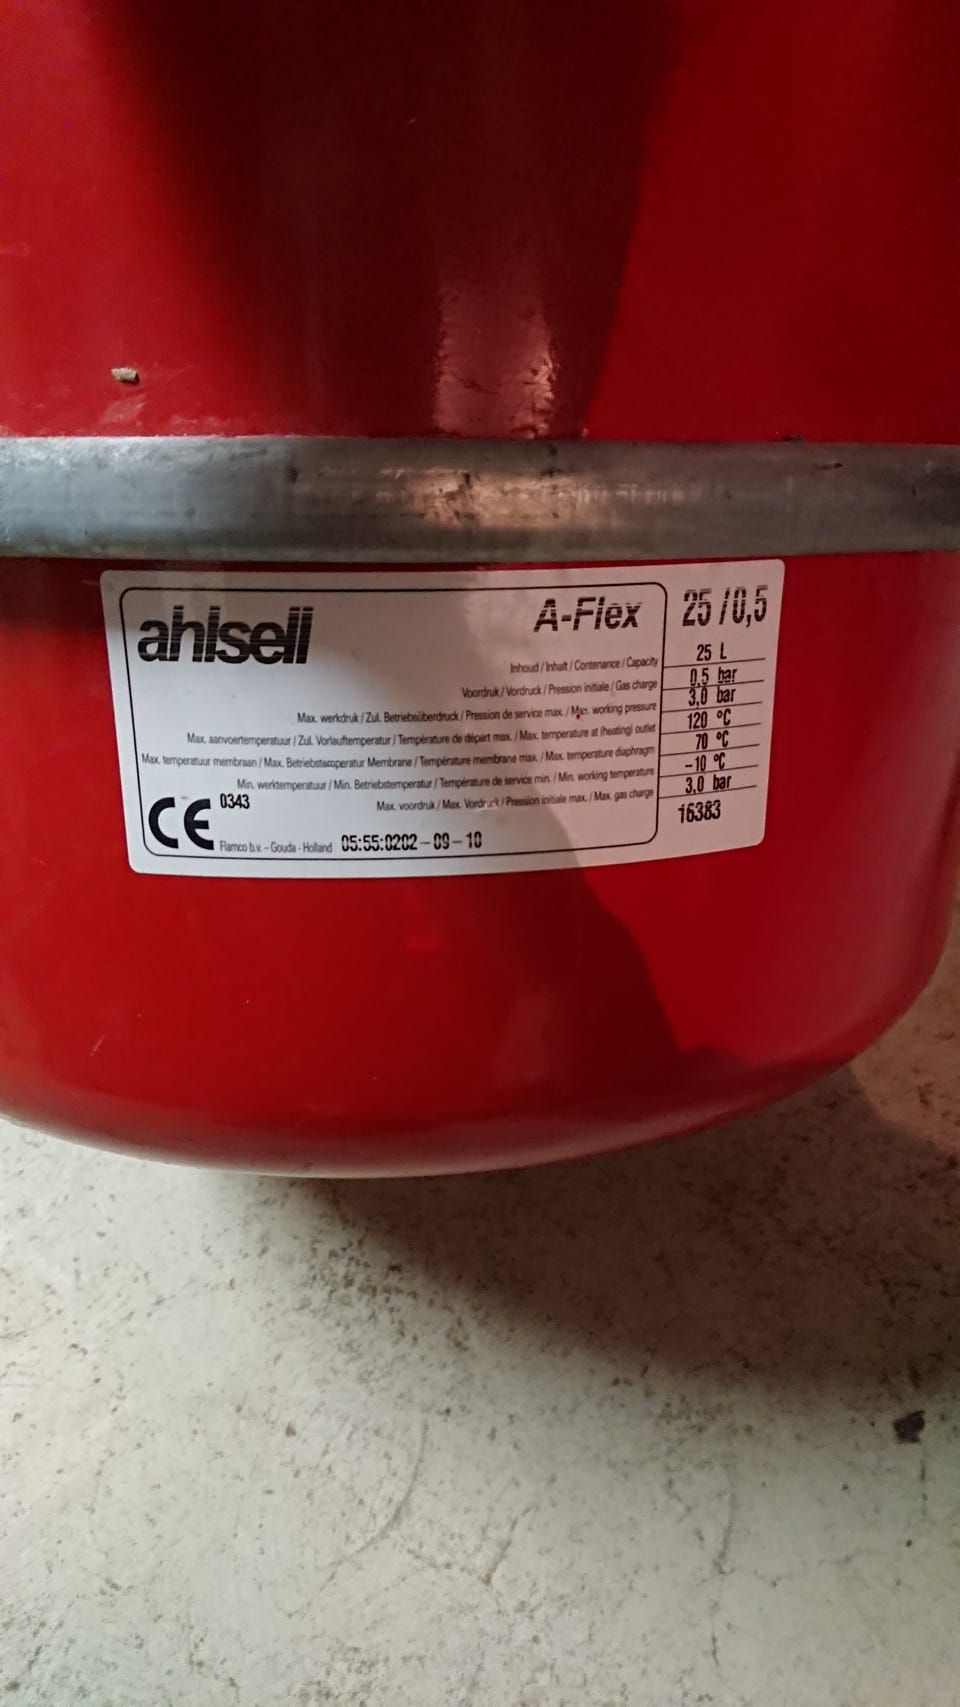 ahlsell
A-Flex
25/0,5
Inhoud / Inhalt / Contenance / Capacity 25 L
Voordruk / Vordruck / Pression initiale / Gas charge 0,5 bar
Max. werkdruk / Zul. Betriebsüberdruck / Pression de service max. / Max. working pressure 3,0 bar
Max. aanvoertemperatuur / Zul. Vorlauftemperatur / Température de départ max. / Max. temperature at (heating) outlet 120 °C
Max. temperatuur membraan / Max. Betriebstemperatur Membrane / Température membrane max. / Max. temperature diaphragm 70 °C
Min. werktemperatuur / Min. Betriebstemperatur / Température de service min. / Min. working temperature -10 °C
Max. voordruk / Max. Vordruck / Pression initiale max. / Max. gas charge 3,0 bar
CE 0343
Flamco b.v. - Gouda - Holland 05:55:0202-09-10
16383